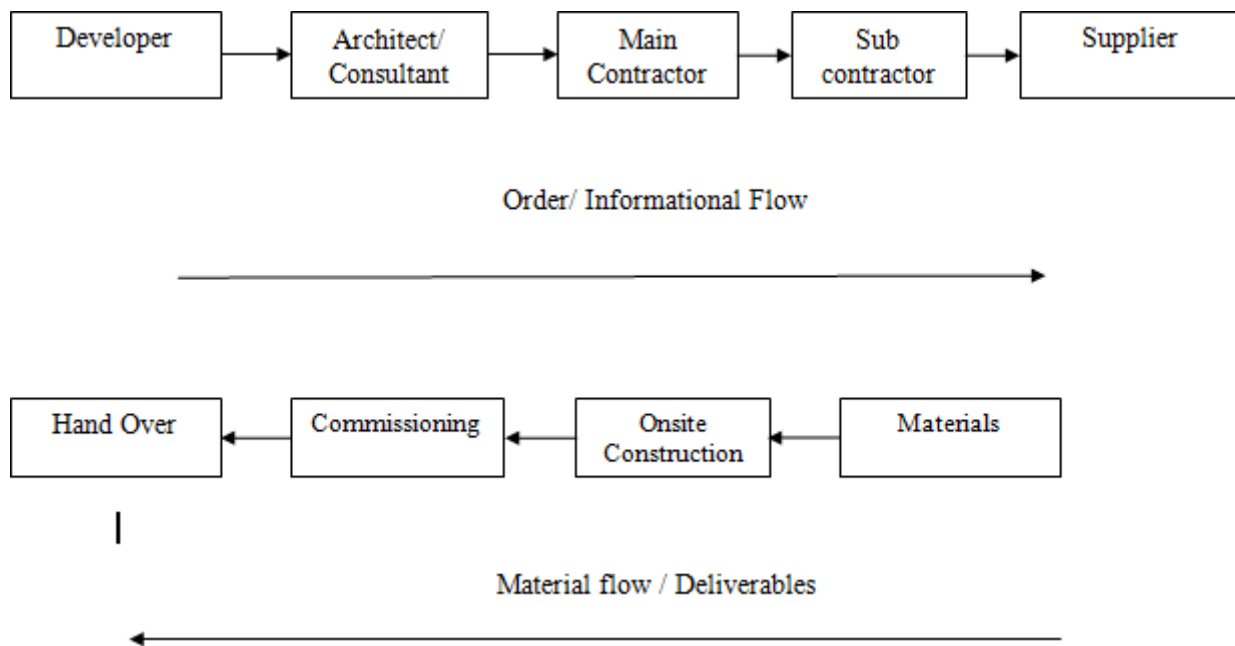 Developer
Architect/
Consultant
Main
Contractor
Sub
contractor
Supplier
Order/ Informational Flow
Hand Over
Commissioning
Onsite
Construction
Materials
Material flow / Deliverables